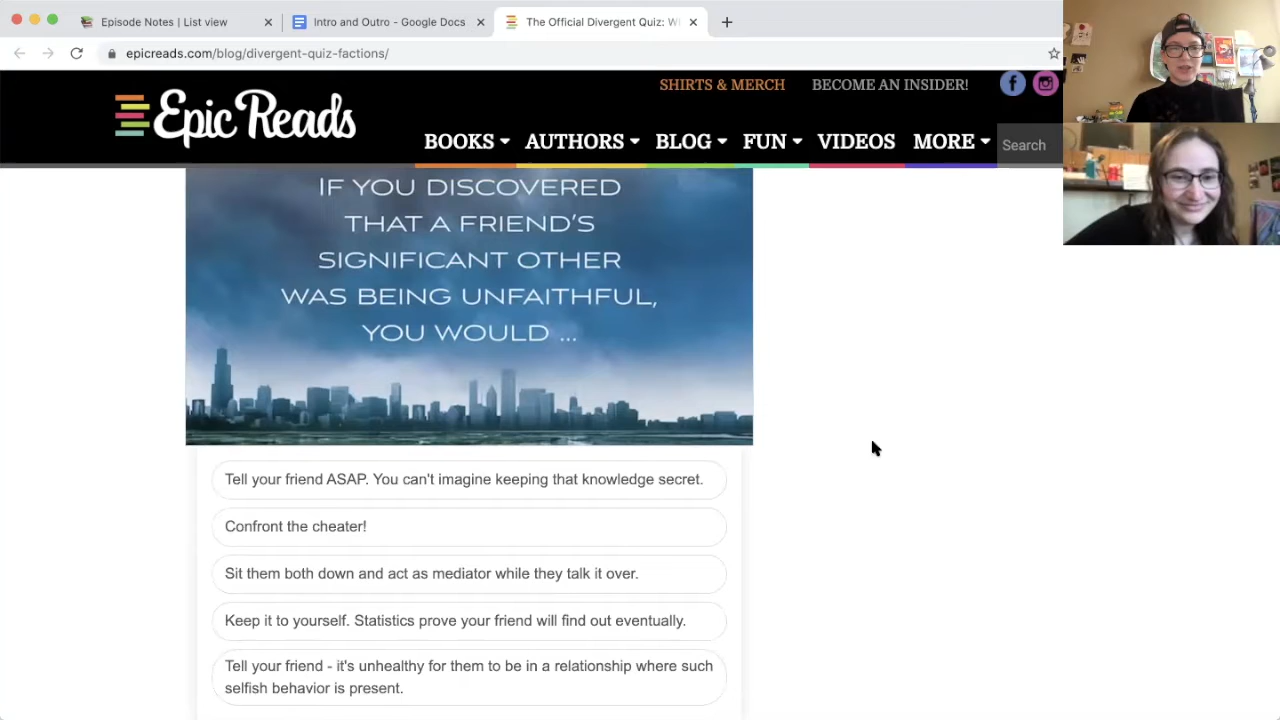 Episode Notes | List view
Intro and Outro - Google Docs
The Official Divergent Quiz: W
epicreads.com/blog/divergent-quiz-factions/
SHIRTS & MERCH
BECOME AN INSIDER!
Epic Reads
BOOKS
AUTHORS
BLOG
FUN
VIDEOS
MORE
Search
IF YOU DISCOVERED
THAT A FRIEND'S
SIGNIFICANT OTHER
WAS BEING UNFAITHFUL,
YOU WOULD ...
Tell your friend ASAP. You can't imagine keeping that knowledge secret.
Confront the cheater!
Sit them both down and act as mediator while they talk it over.
Keep it to yourself. Statistics prove your friend will find out eventually.
Tell your friend - it's unhealthy for them to be in a relationship where such
selfish behavior is present.